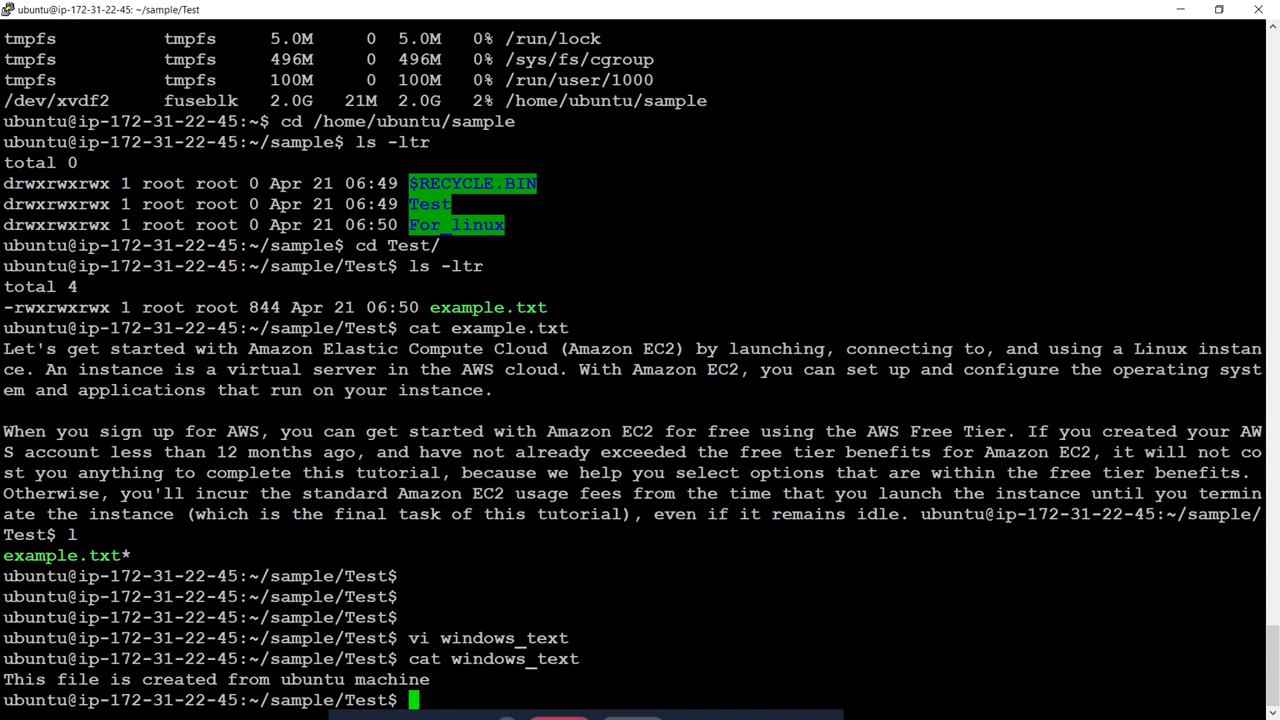 ubuntu@ip-172-31-22-45: ~/sample/Test
tmpfs tmpfs 5.0M 0 5.0M 0% /run/lock
tmpfs tmpfs 496M 0 496M 0% /sys/fs/cgroup
tmpfs tmpfs 100M 0 100M 0% /run/user/1000
/dev/xvdf2 fuseblk 2.0G 21M 2.0G 2% /home/ubuntu/sample
ubuntu@ip-172-31-22-45:~$ cd /home/ubuntu/sample
ubuntu@ip-172-31-22-45:~/sample$ ls -ltr
total 0
drwxrwxrwx 1 root root 0 Apr 21 06:49 $RECYCLE.BIN
drwxrwxrwx 1 root root 0 Apr 21 06:49 Test
drwxrwxrwx 1 root root 0 Apr 21 06:50 For_linux
ubuntu@ip-172-31-22-45:~/sample$ cd Test/
ubuntu@ip-172-31-22-45:~/sample/Test$ ls -ltr
total 4
-rwxrwxrwx 1 root root 844 Apr 21 06:50 example.txt
ubuntu@ip-172-31-22-45:~/sample/Test$ cat example.txt
Let's get started with Amazon Elastic Compute Cloud (Amazon EC2) by launching, connecting to, and using a Linux instan
ce. An instance is a virtual server in the AWS cloud. With Amazon EC2, you can set up and configure the operating syst
em and applications that run on your instance.
When you sign up for AWS, you can get started with Amazon EC2 for free using the AWS Free Tier. If you created your AW
S account less than 12 months ago, and have not already exceeded the free tier benefits for Amazon EC2, it will not co
st you anything to complete this tutorial, because we help you select options that are within the free tier benefits.
Otherwise, you'll incur the standard Amazon EC2 usage fees from the time that you launch the instance until you termin
ate the instance (which is the final task of this tutorial), even if it remains idle. ubuntu@ip-172-31-22-45:~/sample/
Test$ l
example.txt*
ubuntu@ip-172-31-22-45:~/sample/Test$
ubuntu@ip-172-31-22-45:~/sample/Test$
ubuntu@ip-172-31-22-45:~/sample/Test$
ubuntu@ip-172-31-22-45:~/sample/Test$ vi windows_text
ubuntu@ip-172-31-22-45:~/sample/Test$ cat windows_text
This file is created from ubuntu machine
ubuntu@ip-172-31-22-45:~/sample/Test$